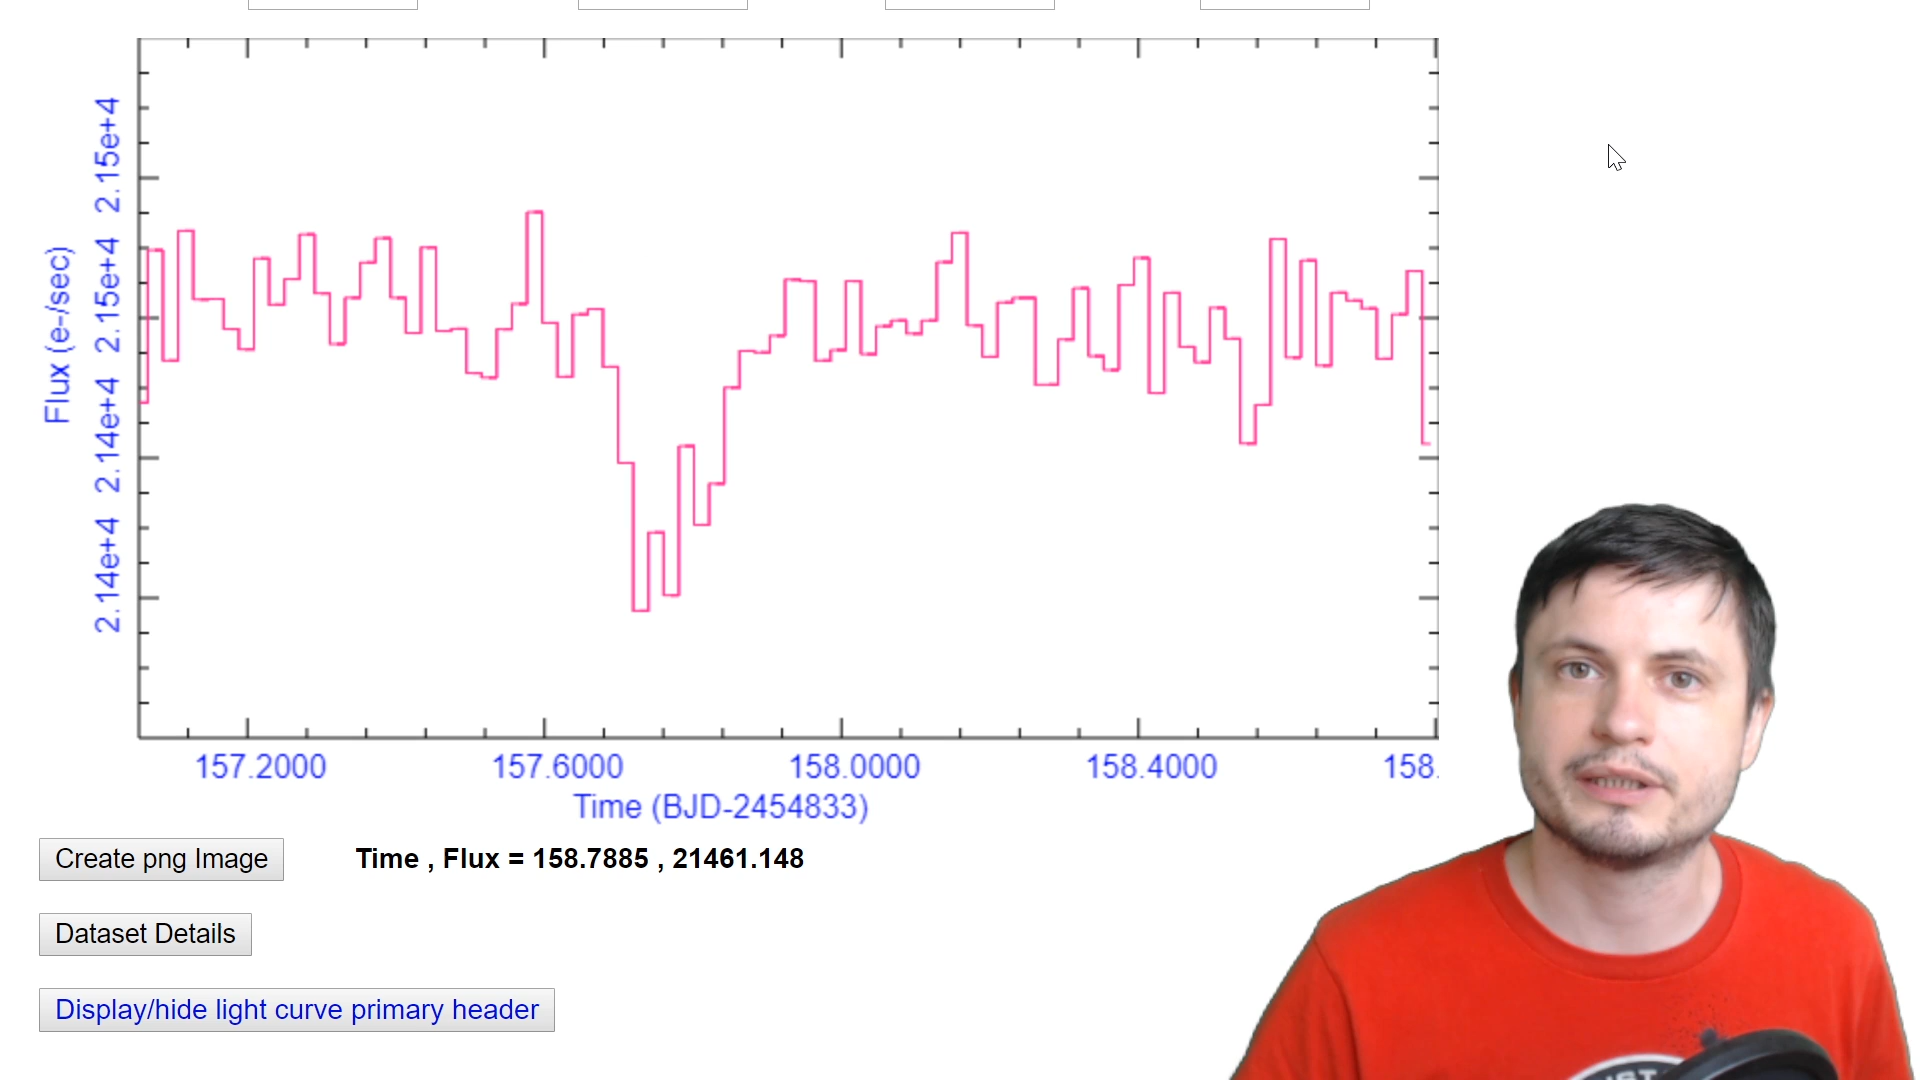 2.15e+4
2.15e+4
2.14e+4
2.14e+4
Flux (e-/sec)
157.2000
157.6000
158.0000
158.4000
158.
Time (BJD-2454833)
Create png Image
Time , Flux = 158.7885 , 21461.148
Dataset Details
Display/hide light curve primary header